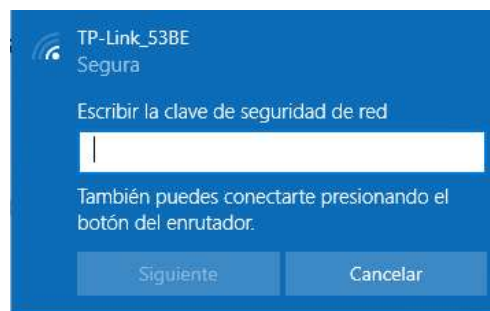 TP-Link_53BE
Segura
Escribir la clave de seguridad de red
También puedes conectarte presionando el
botón del enrutador.
Siguiente
Cancelar